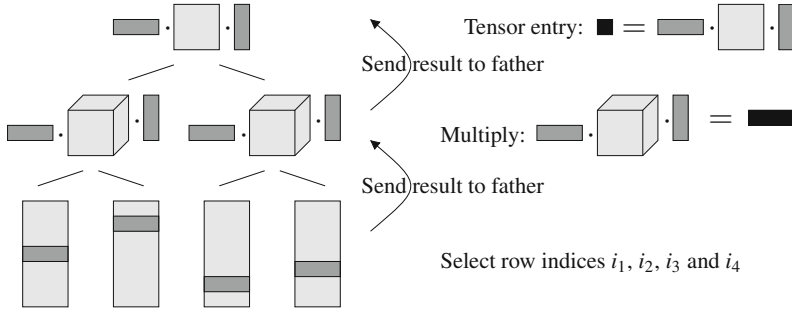 Tensor entry: =
Send result to father
Multiply: =
Send result to father
Select row indices i1, i2, i3 and i4